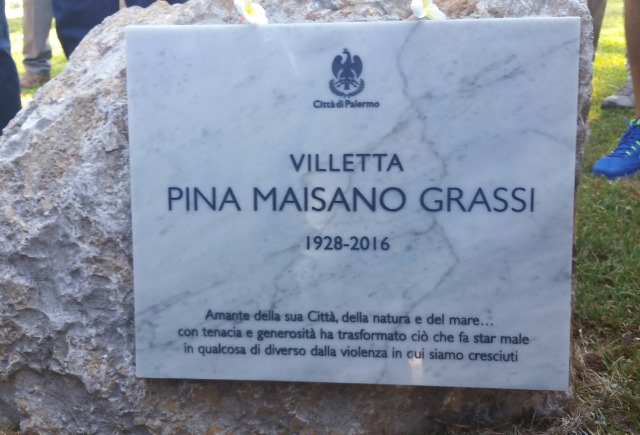 Città di Palermo
VILLETTA
PINA MAISANO GRASSI
1928-2016
Amante della sua Città, della natura e del mare...
con tenacia e generosità ha trasformato ciò che fa star male
in qualcosa di diverso dalla violenza in cui siamo cresciuti